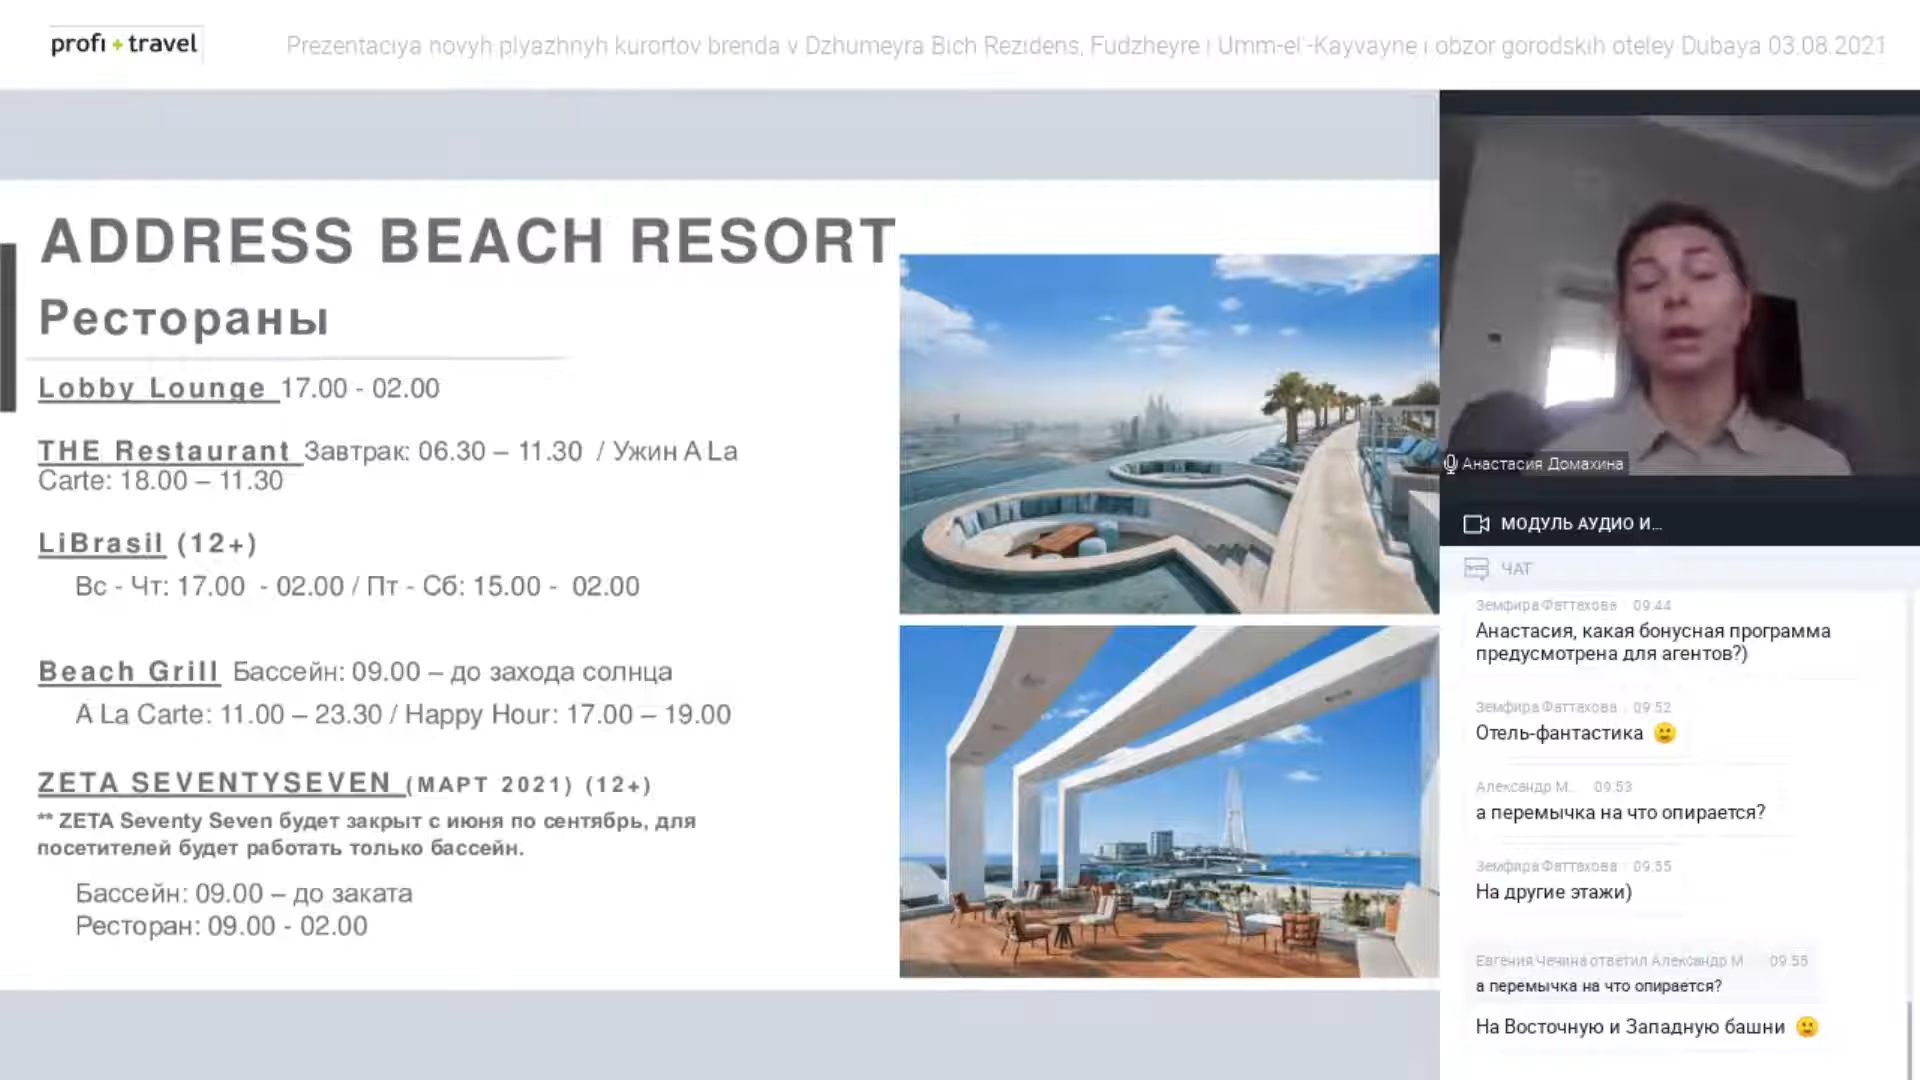 profi + travel
Prezentaciya novyh plyazhnyh kurortov brenda v Dzhumeyra Bich Rezidens, Fudzheyre i Umm-el'-Kayvayne i obzor gorodskih oteley Dubaya 03.08.2021
ADDRESS BEACH RESORT
Рестораны
Lobby Lounge 17.00 - 02.00
THE Restaurant Завтрак: 06.30 – 11.30 / Ужин A La
Carte: 18.00 – 11.30
LiBrasil (12+)
Вс - Чт: 17.00 - 02.00 / Пт - Сб: 15.00 - 02.00
Beach Grill Бассейн: 09.00 – до захода солнца
A La Carte: 11.00 – 23.30 / Happy Hour: 17.00 – 19.00
ZETA SEVENTYSEVEN (МАРТ 2021) (12+)
** ZETA Seventy Seven будет закрыт с июня по сентябрь, для
посетителей будет работать только бассейн.
Бассейн: 09.00 – до заката
Ресторан: 09.00 - 02.00
Анастасия Домахина
МОДУЛЬ АУДИО И...
ЧАТ
Земфира Фаттахова 09:44
Анастасия, какая бонусная программа
предусмотрена для агентов?)
Земфира Фаттахова 09:52
Отель-фантастика 🙂
Александр М. 09:53
а перемычка на что опирается?
Земфира Фаттахова 09:55
На другие этажи)
Евгения Чечина ответил Александр М 09:55
а перемычка на что опирается?
На Восточную и Западную башни 🙂